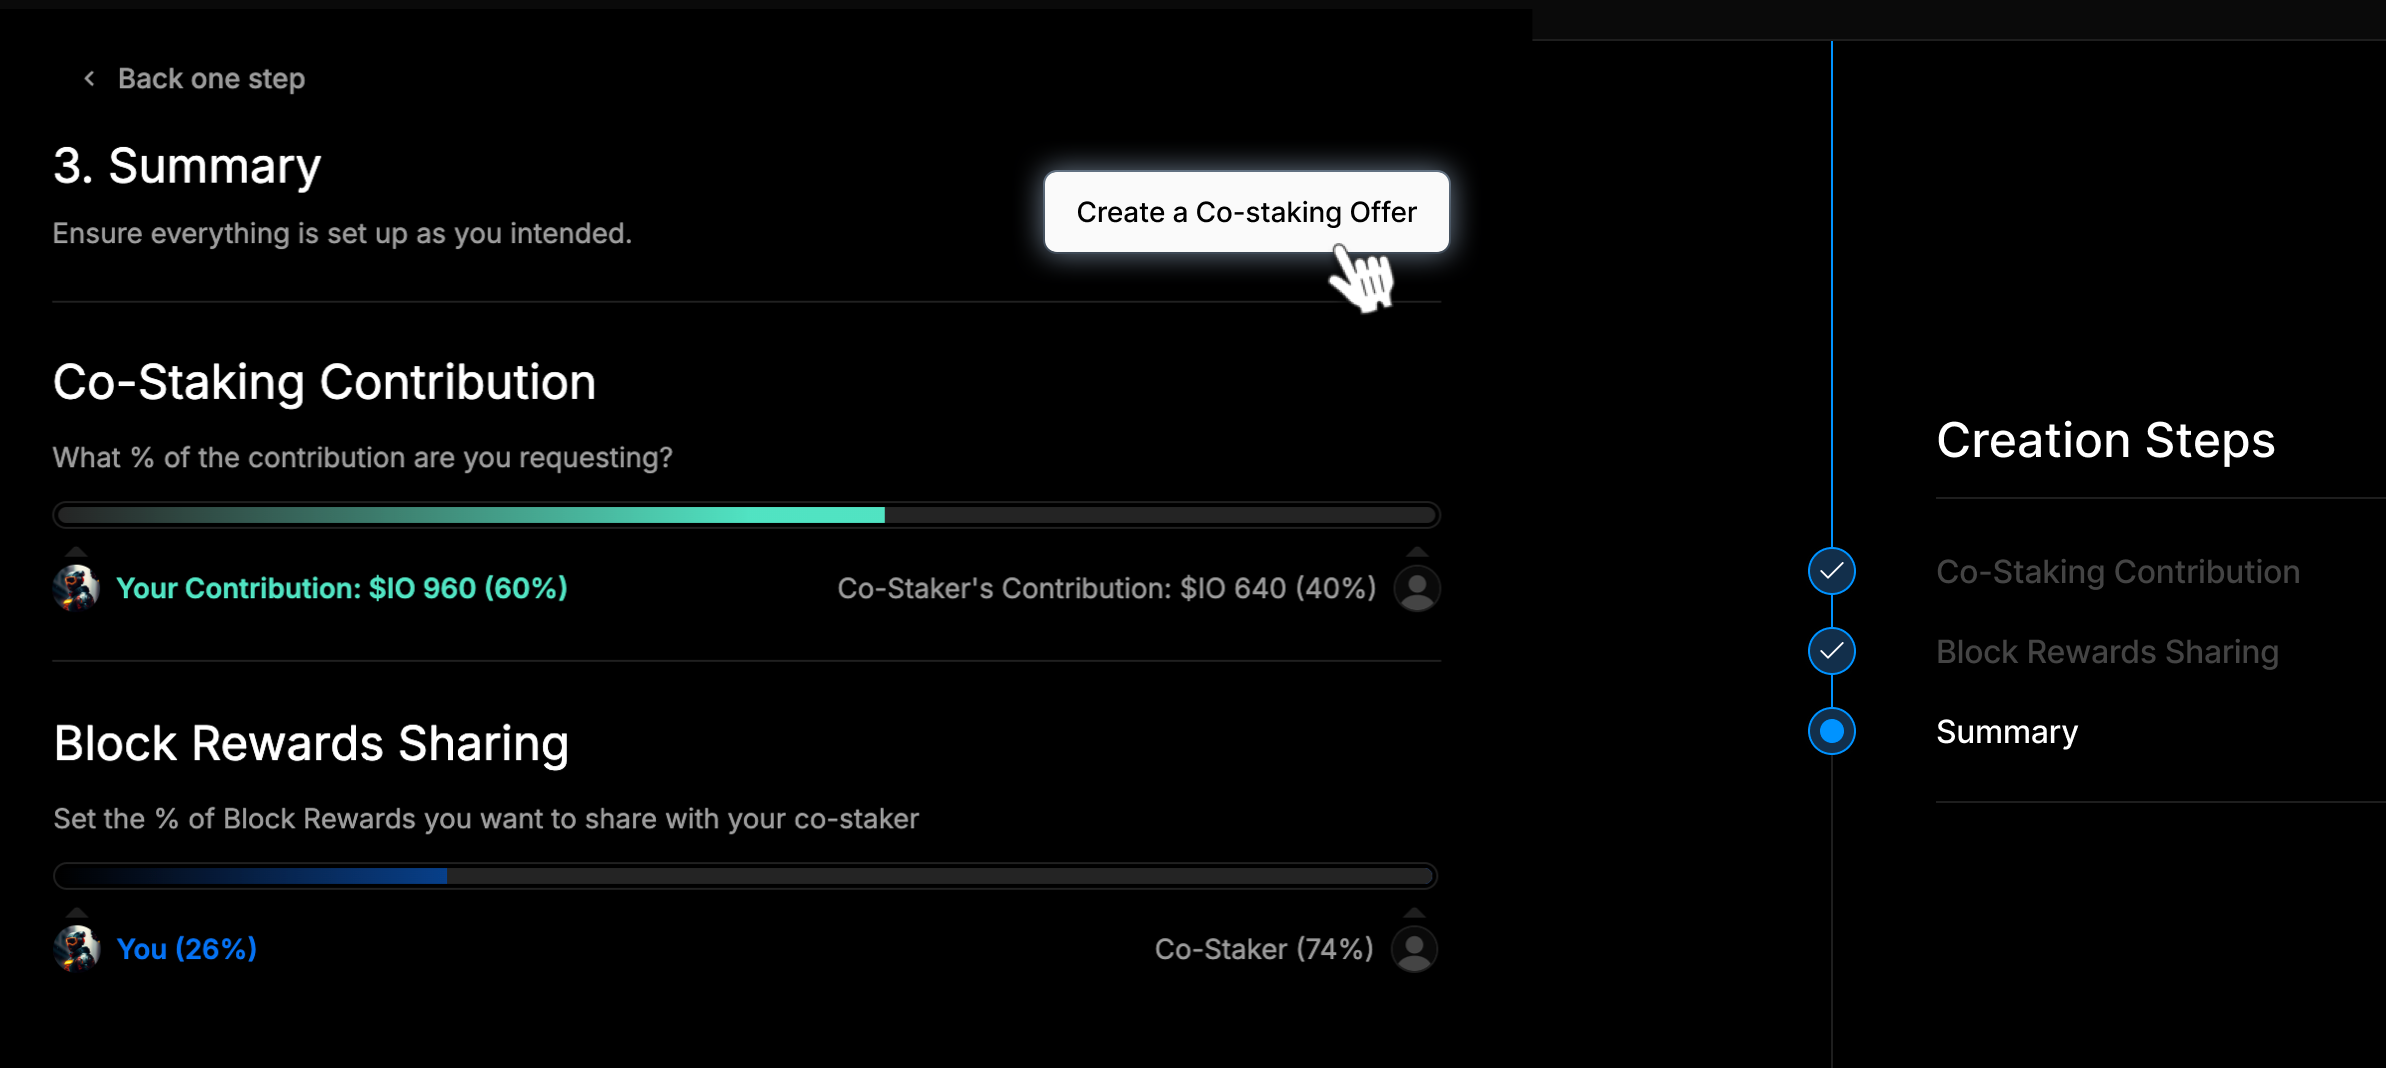 Back one step
3. Summary
Ensure everything is set up as you intended.
Create a Co-staking Offer
Co-Staking Contribution
What % of the contribution are you requesting?
Your Contribution: $IO 960 (60%)
Co-Staker's Contribution: $IO 640 (40%)
Block Rewards Sharing
Set the % of Block Rewards you want to share with your co-staker
You (26%)
Co-Staker (74%)
Creation Steps
Co-Staking Contribution
Block Rewards Sharing
Summary